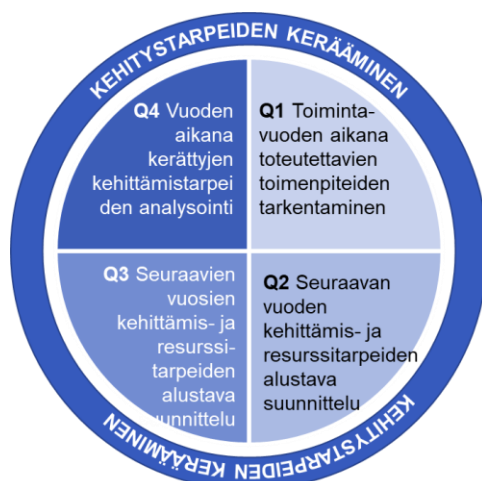 KEHITYSTARPEIDEN KERÄÄMINEN
Q4 Vuoden
aikana
kerättyjen
kehittämistarpei
den analysointi
Q1 Toiminta-
vuoden aikana
toteutettavien
toimenpiteiden
tarkentaminen
Q3 Seuraavien
vuosien
kehittämis- ja
resurssi-
tarpeiden
alustava
suunnittelu
Q2 Seuraavan
vuoden
kehittämis- ja
resurssitarpeiden
alustava
suunnittelu
KEHITYSTARPEIDEN KERÄÄMINEN